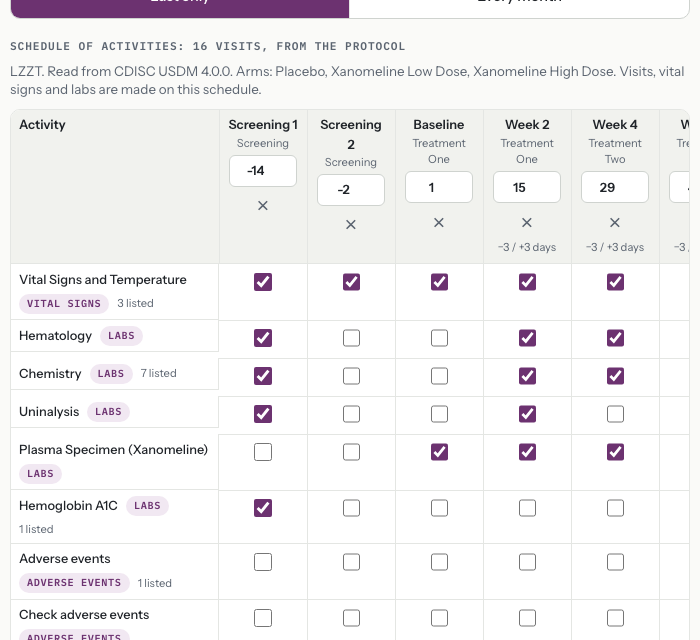 SCHEDULE OF ACTIVITIES: 16 VISITS, FROM THE PROTOCOL
LZZT. Read from CDISC USDM 4.0.0. Arms: Placebo, Xanomeline Low Dose, Xanomeline High Dose. Visits, vital
signs and labs are made on this schedule.
Activity
Screening 1
Screening
-14
×
Screening
2
Screening
-2
×
Baseline
Treatment
One
1
×
Week 2
Treatment
One
15
×
−3 / +3 days
Week 4
Treatment
Two
29
×
−3 / +3 days
Vital Signs and Temperature
VITAL SIGNS 3 listed
Hematology LABS
Chemistry LABS 7 listed
Uninalysis LABS
Plasma Specimen (Xanomeline)
LABS
Hemoglobin A1C LABS
1 listed
Adverse events
ADVERSE EVENTS 1 listed
Check adverse events
ADVERSE EVENTS